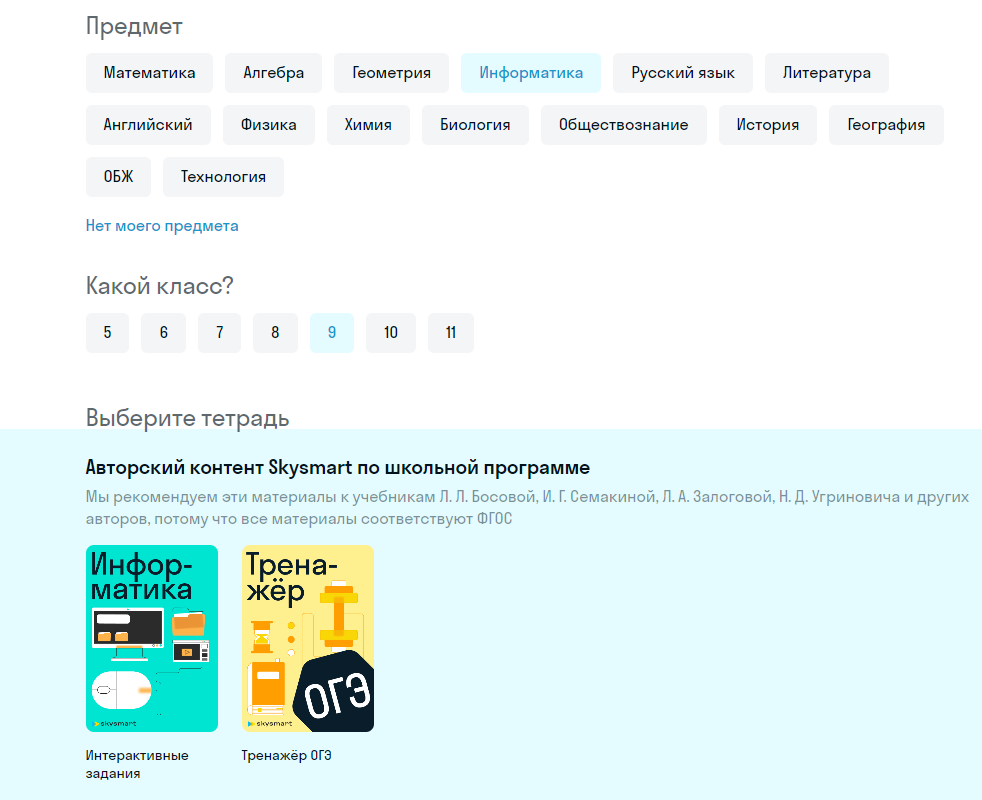 Предмет
Математика Алгебра Геометрия Информатика Русский язык Литература
Английский Физика Химия Биология Обществознание История География
ОБЖ Технология
Нет моего предмета
Какой класс?
5 6 7 8 9 10 11
Выберите тетрадь
Авторский контент Skysmart по школьной программе
Мы рекомендуем эти материалы к учебникам Л. Л. Босовой, И. Г. Семакиной, Л. А. Залоговой, Н. Д. Угриновича и других
авторов, потому что все материалы соответствуют ФГОС
Инфор-
матика
skysmart
Трена-
жёр
ОГЭ
skysmart
Интерактивные
задания
Тренажёр ОГЭ